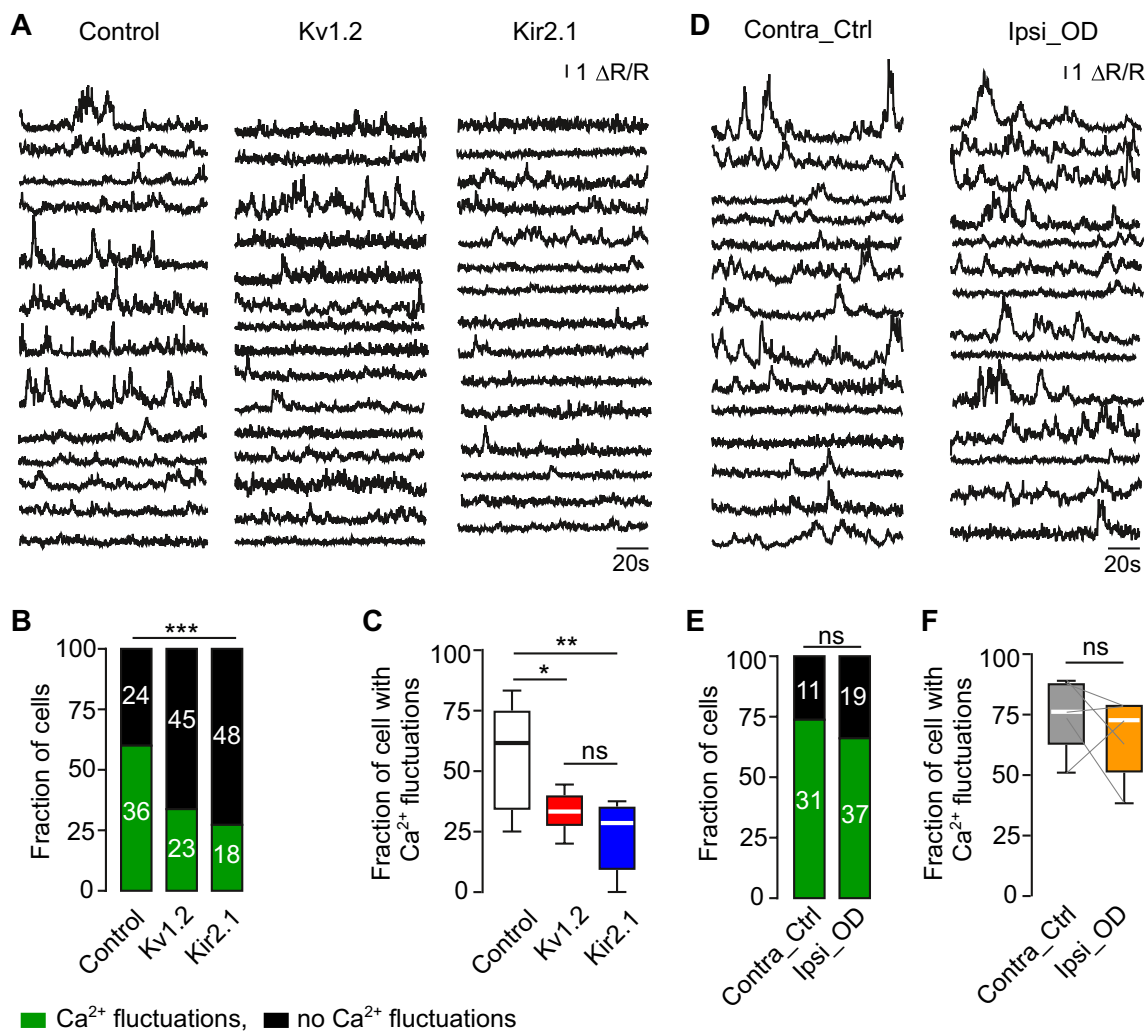 A
Control
Kv1.2
Kir2.1
1 ΔR/R
20s
D
Contra_Ctrl
Ipsi_OD
1 ΔR/R
20s
B
***
Fraction of cells
100
75
50
25
0
24
45
48
36
23
18
Control
Kv1.2
Kir2.1
C
**
*
ns
Fraction of cell with
Ca²⁺ fluctuations
100
75
50
25
0
Control
Kv1.2
Kir2.1
E
ns
Fraction of cells
100
75
50
25
0
11
19
31
37
Contra_Ctrl
Ipsi_OD
F
ns
Fraction of cell with
Ca²⁺ fluctuations
100
75
50
25
0
Contra_Ctrl
Ipsi_OD
Ca²⁺ fluctuations, no Ca²⁺ fluctuations